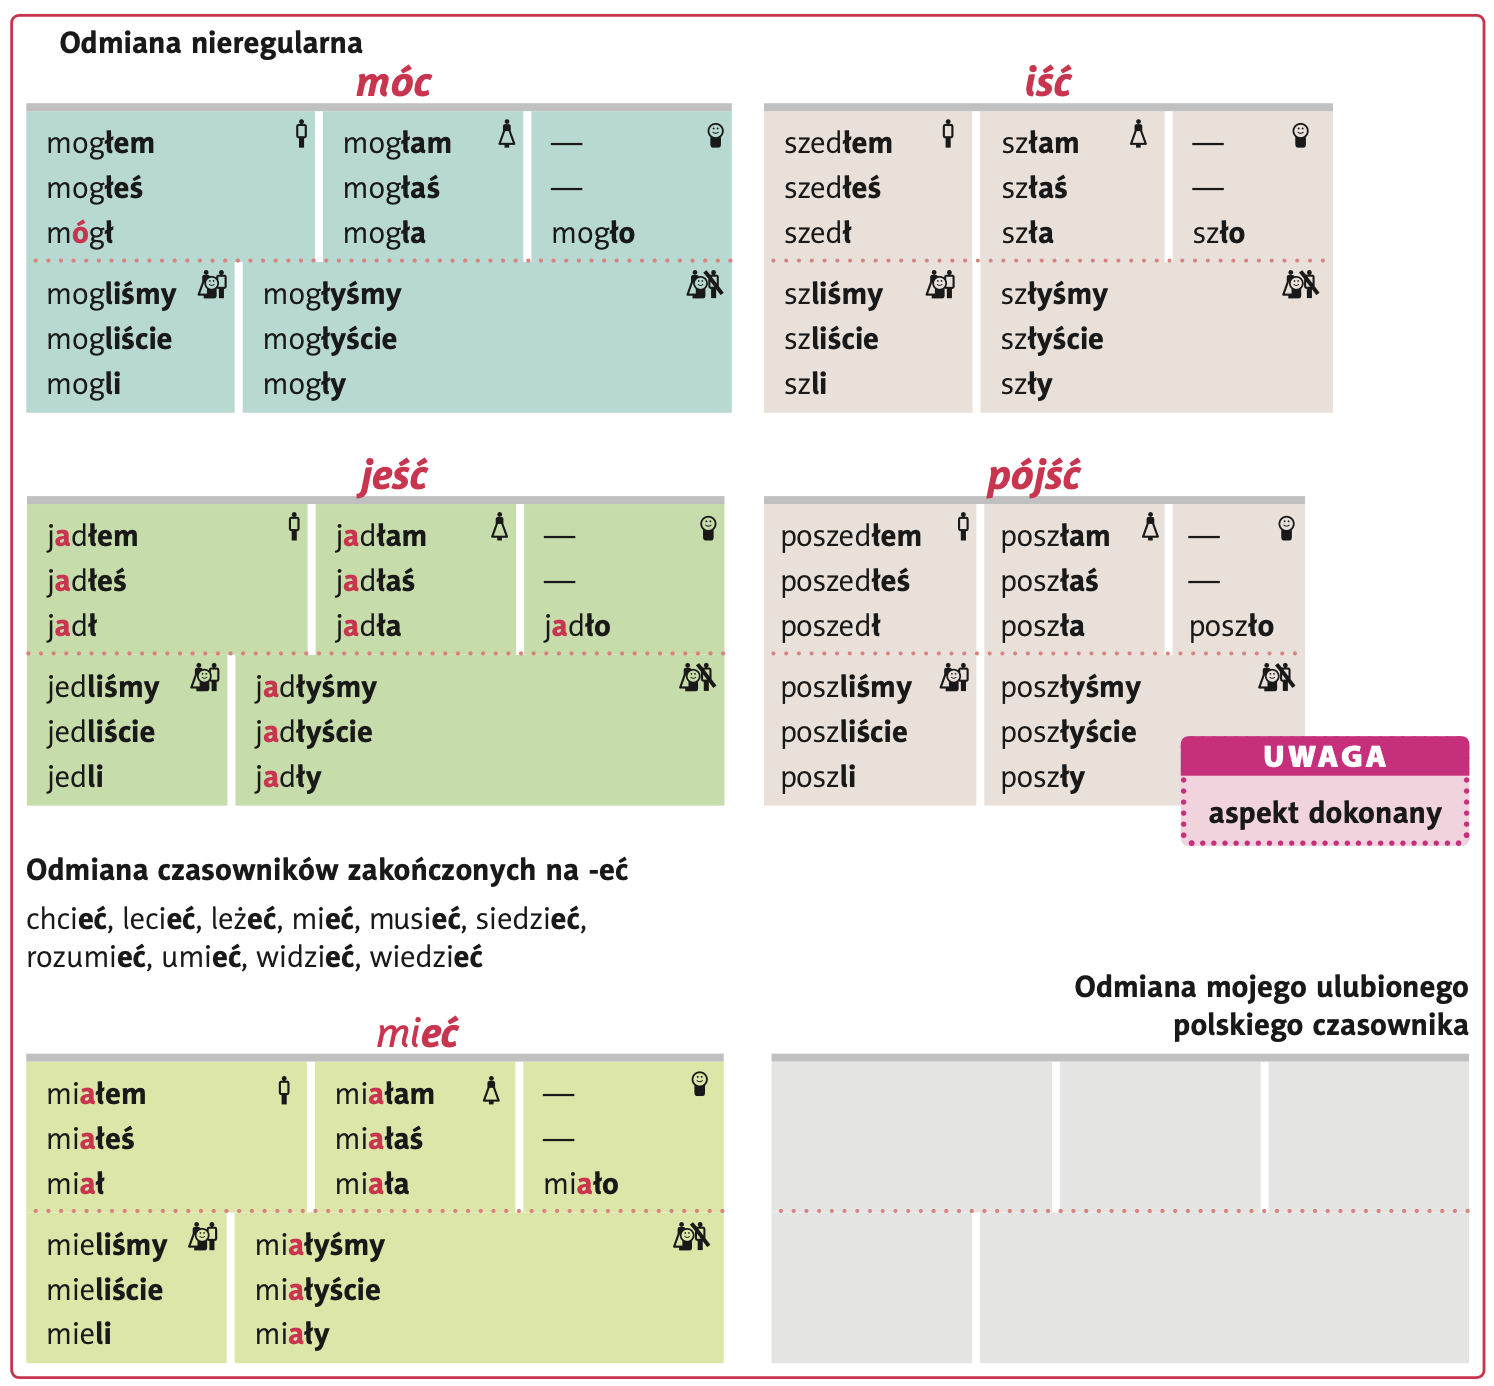 Odmiana nieregularna
móc
mogłem mogłam —
mogłeś mogłaś —
mógł mogła mogło
mogliśmy mogłyśmy
mogliście mogłyście
mogli mogły
iść
szedłem szłam —
szedłeś szłaś —
szedł szła szło
szliśmy szłyśmy
szliście szłyście
szli szły
jeść
jadłem jadłam —
jadłeś jadłaś —
jadł jadła jadło
jedliśmy jadłyśmy
jedliście jadłyście
jedli jadły
pójść
poszedłem poszłam —
poszedłeś poszłaś —
poszedł poszła poszło
poszliśmy poszłyśmy
poszliście poszłyście
poszli poszły
UWAGA
aspekt dokonany
Odmiana czasowników zakończonych na -eć
chcieć, lecieć, leżeć, mieć, musieć, siedzieć,
rozumieć, umieć, widzieć, wiedzieć
mieć
miałem miałam —
miałeś miałaś —
miał miała miało
mieliśmy miałyśmy
mieliście miałyście
mieli miały
Odmiana mojego ulubionego
polskiego czasownika